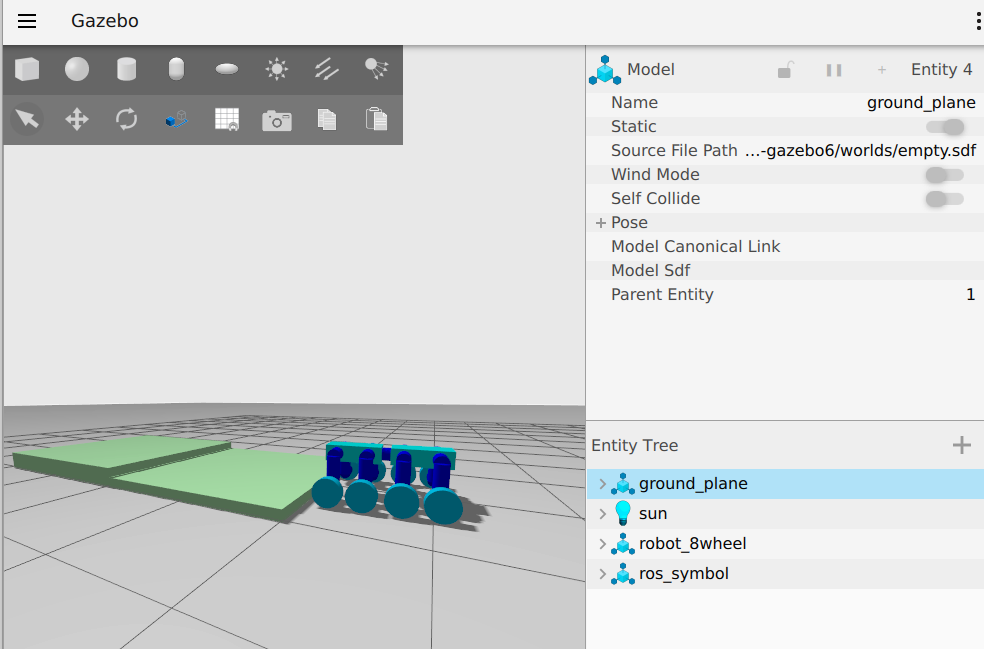 Gazebo
Model Entity 4
Name ground_plane
Static
Source File Path …-gazebo6/worlds/empty.sdf
Wind Mode
Self Collide
Pose
Model Canonical Link
Model Sdf
Parent Entity 1
Entity Tree
ground_plane
sun
robot_8wheel
ros_symbol